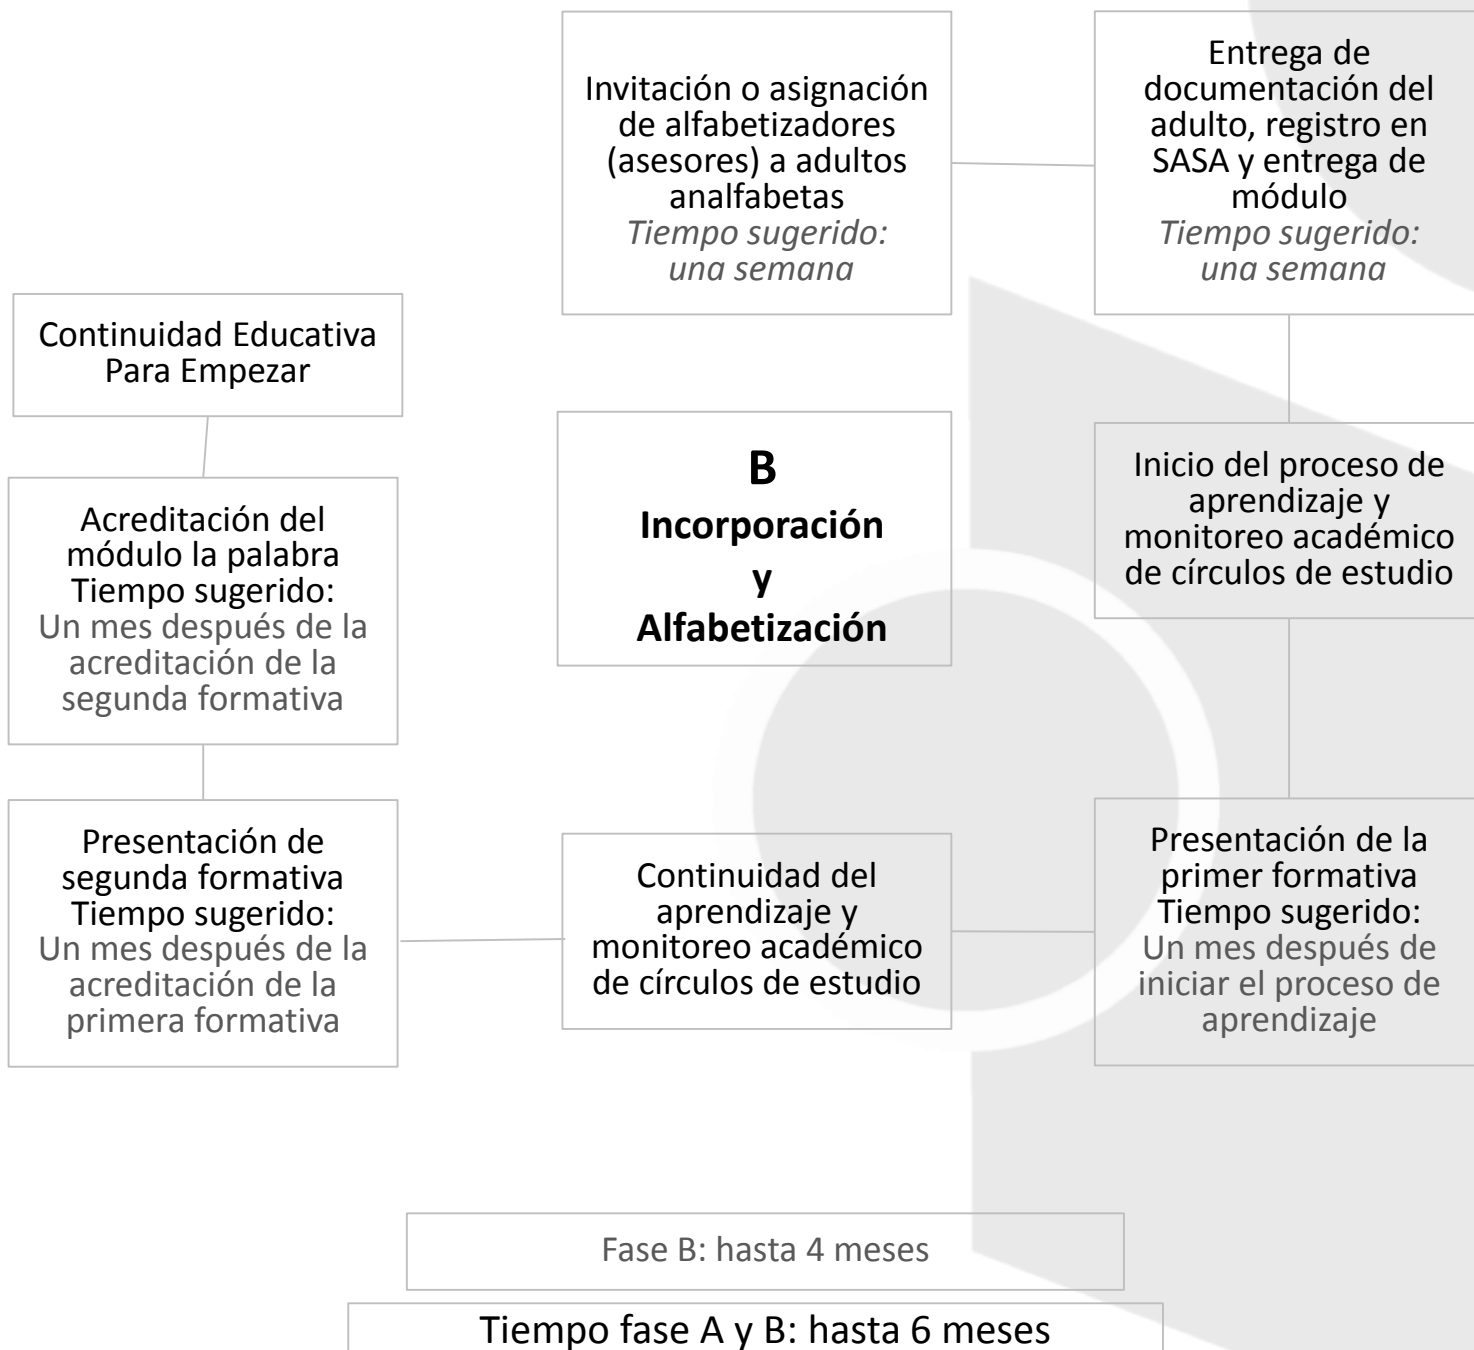 Invitación o asignación
de alfabetizadores
(asesores) a adultos
analfabetas
Tiempo sugerido:
una semana
Entrega de
documentación del
adulto, registro en
SASA y entrega de
módulo
Tiempo sugerido:
una semana
Continuidad Educativa
Para Empezar
B
Incorporación
y
Alfabetización
Inicio del proceso de
aprendizaje y
monitoreo académico
de círculos de estudio
Acreditación del
módulo la palabra
Tiempo sugerido:
Un mes después de la
acreditación de la
segunda formativa
Presentación de
segunda formativa
Tiempo sugerido:
Un mes después de la
acreditación de la
primera formativa
Continuidad del
aprendizaje y
monitoreo académico
de círculos de estudio
Presentación de la
primer formativa
Tiempo sugerido:
Un mes después de
iniciar el proceso de
aprendizaje
Fase B: hasta 4 meses
Tiempo fase A y B: hasta 6 meses